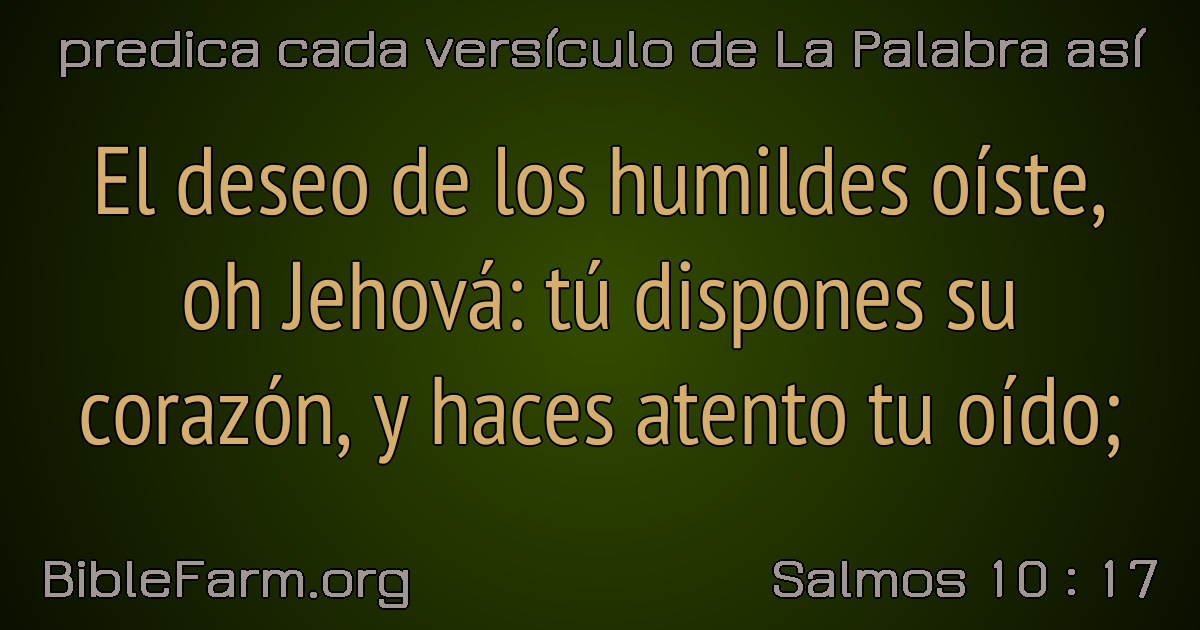 predica cada versículo de La Palabra así
El deseo de los humildes oíste,
oh Jehová: tú dispones su
corazón, y haces atento tu oído;
BibleFarm.org
Salmos 10 : 17